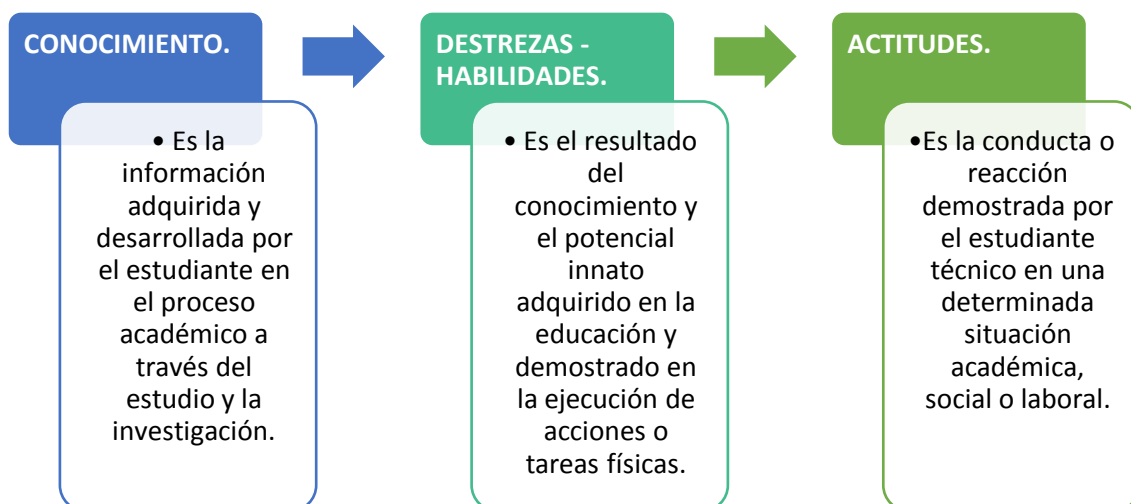 CONOCIMIENTO.
• Es la
información
adquirida y
desarrollada por
el estudiante en
el proceso
académico a
través del
estudio y la
investigación.
DESTREZAS -
HABILIDADES.
• Es el resultado
del
conocimiento y
el potencial
innato
adquirido en la
educación y
demostrado en
la ejecución de
acciones o
tareas físicas.
ACTITUDES.
•Es la conducta o
reacción
demostrada por
el estudiante
técnico en una
determinada
situación
académica,
social o laboral.